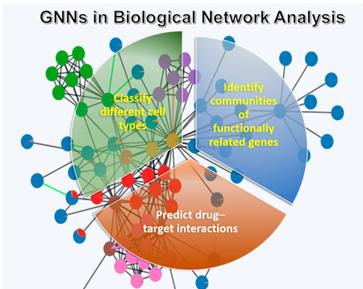 GNNs in Biological Network Analysis
Classify
different cell
types
Identify
communities
of
functionally
related genes
Predict drug–
target interactions